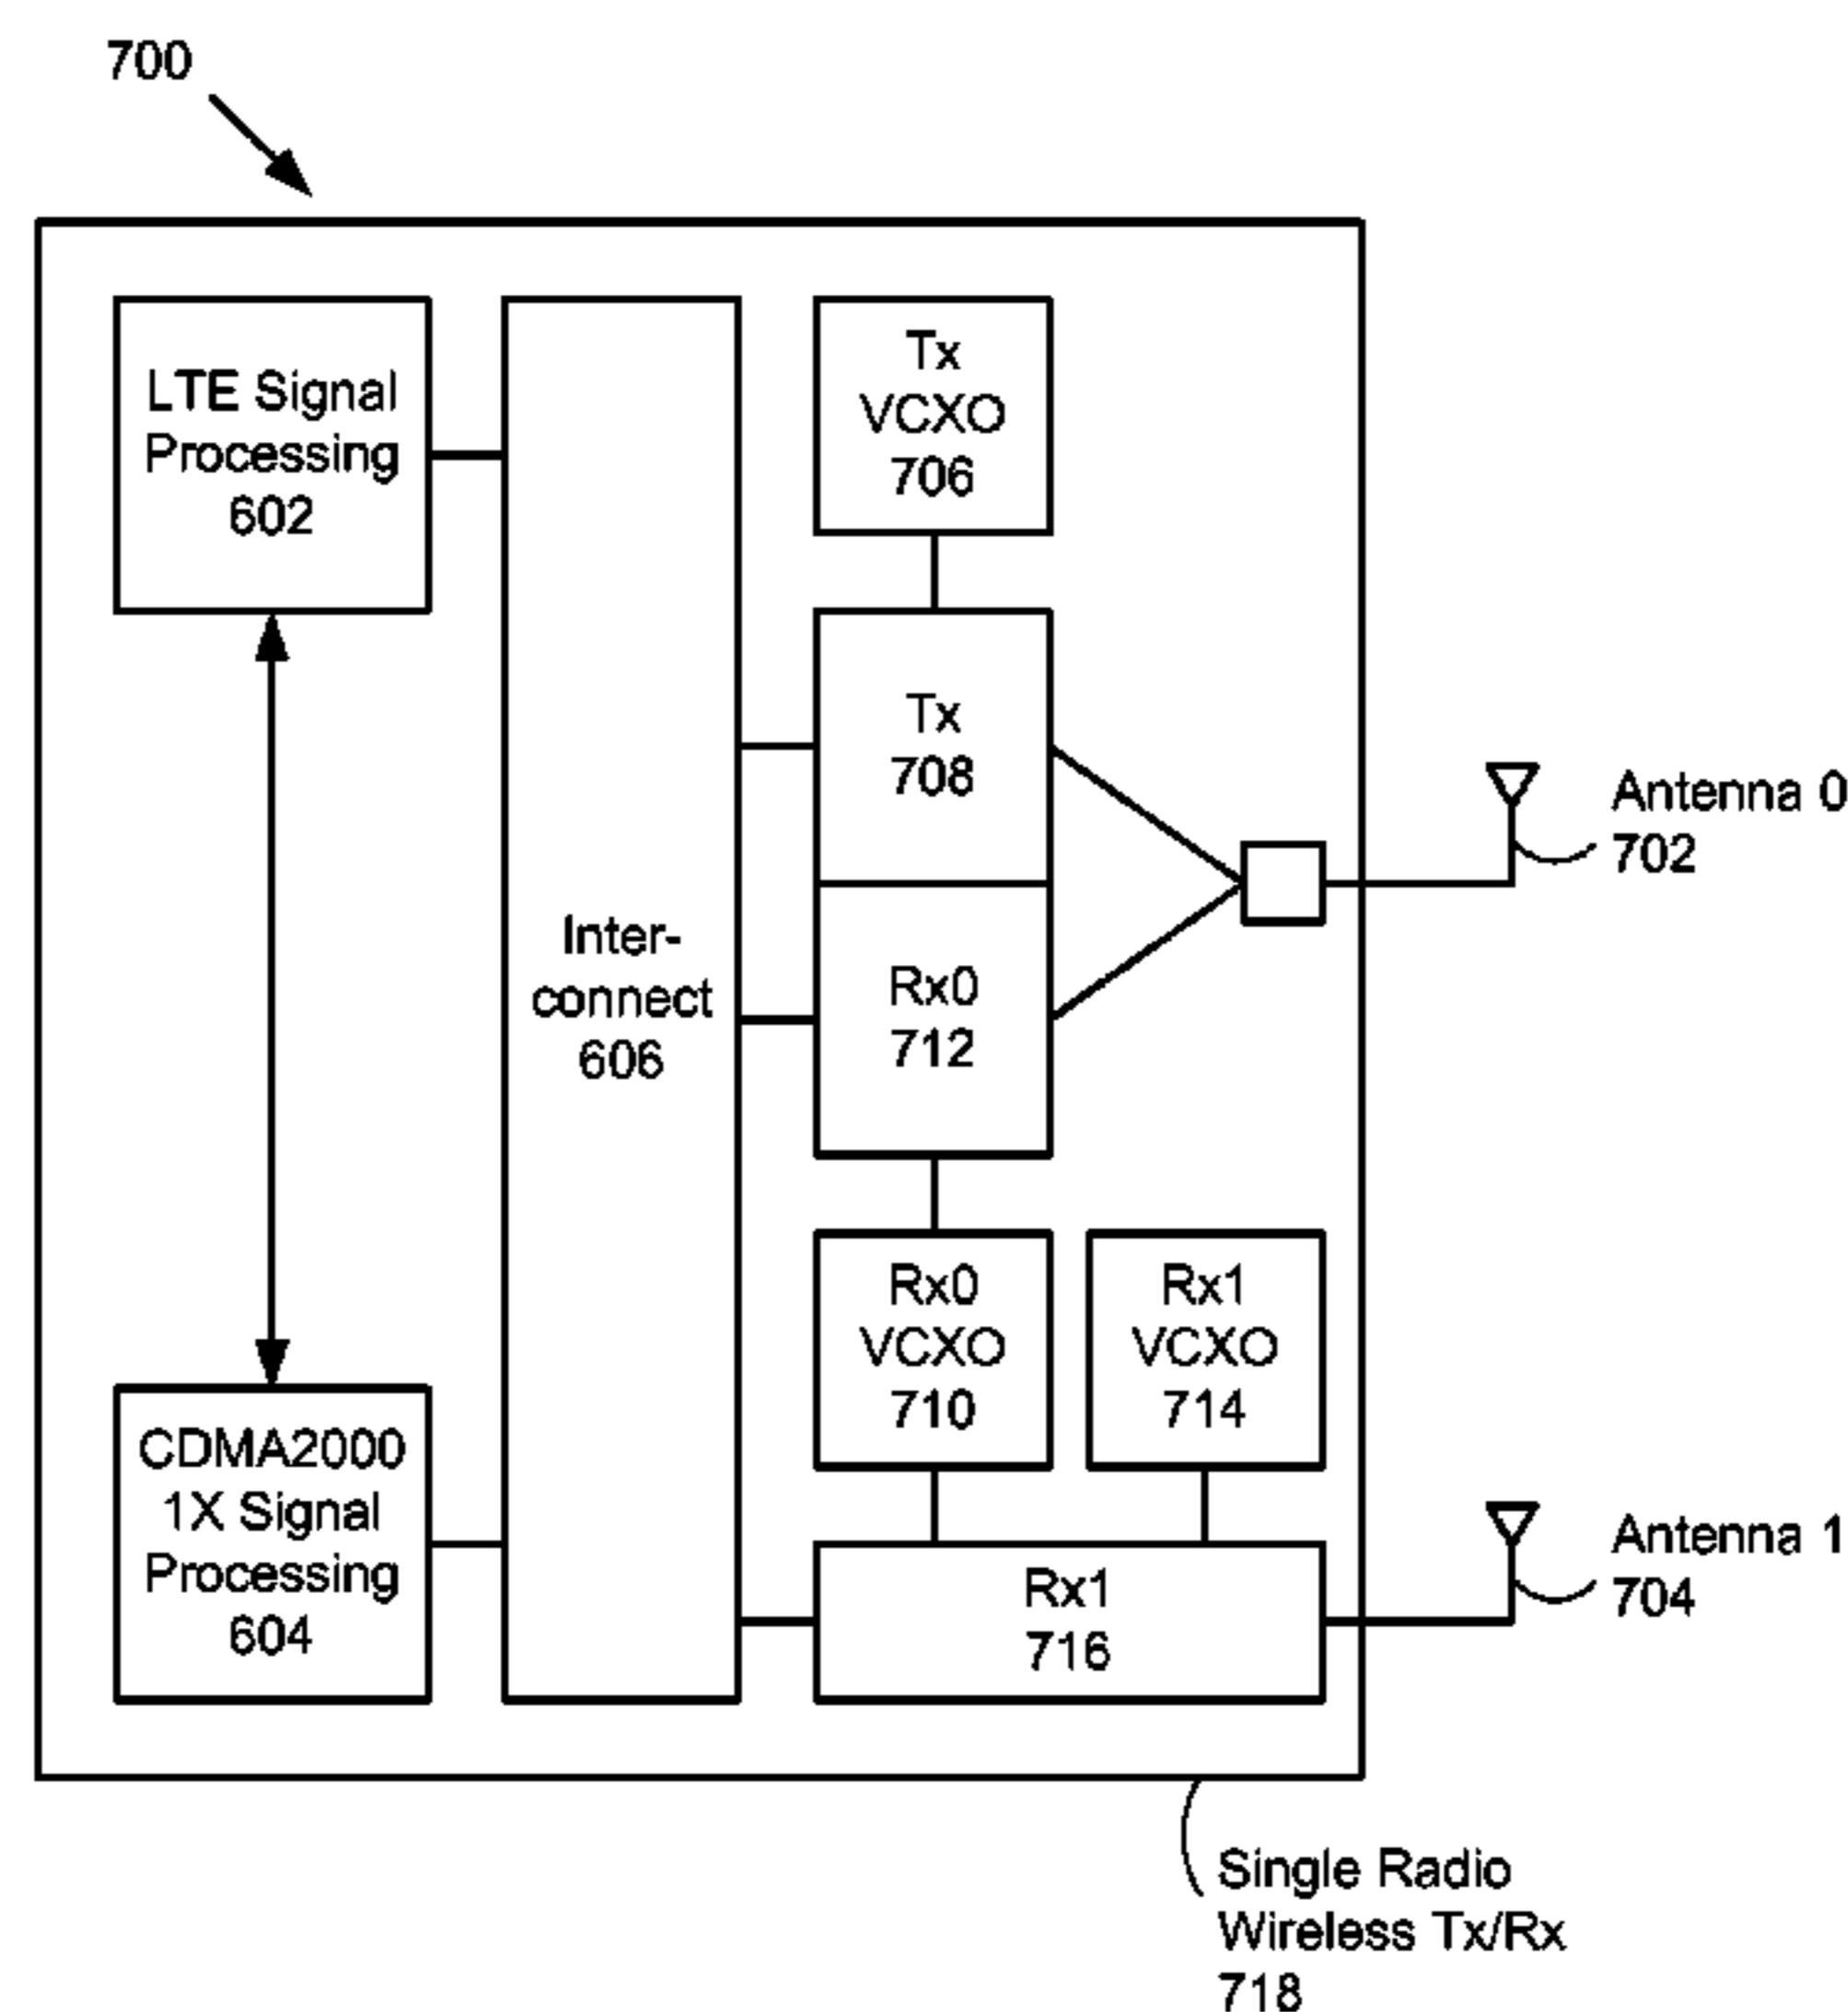 700
LTE Signal
Processing
602
Tx
VCXO
706
Tx
708
Antenna 0
702
Inter-
connect
606
Rx0
712
Rx0
VCXO
710
Rx1
VCXO
714
CDMA2000
1X Signal
Processing
604
Rx1
716
Antenna 1
704
Single Radio
Wireless Tx/Rx
718